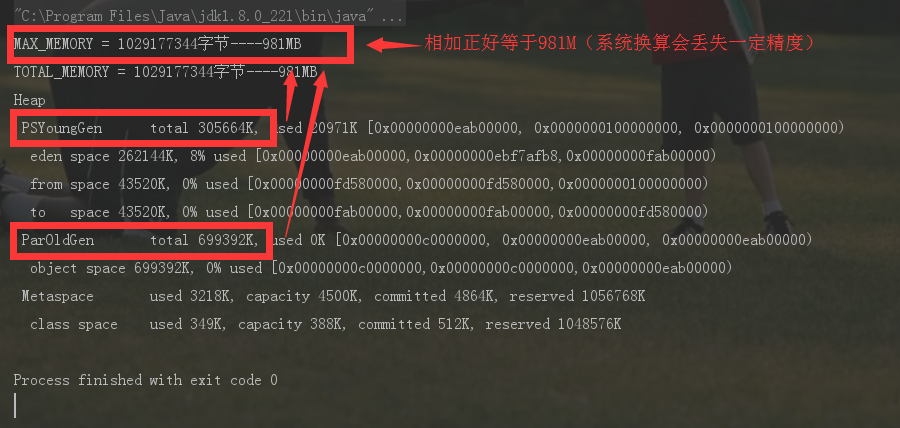 "C:\Program Files\Java\jdk1.8.0_221\bin\java" ...
MAX_MEMORY = 1029177344字节----981MB
相加正好等于981M（系统换算会丢失一定精度）
TOTAL_MEMORY = 1029177344字节----981MB
Heap
PSYoungGen      total 305664K, used 20971K [0x00000000eab00000, 0x0000000100000000, 0x0000000100000000)
eden space 262144K, 8% used [0x00000000eab00000,0x00000000ebf7afb8,0x00000000fab00000)
from space 43520K, 0% used [0x00000000fd580000,0x00000000fd580000,0x0000000100000000)
to   space 43520K, 0% used [0x00000000fab00000,0x00000000fab00000,0x00000000fd580000)
ParOldGen       total 699392K, used 0K [0x00000000c0000000, 0x00000000eab00000, 0x00000000eab00000)
object space 699392K, 0% used [0x00000000c0000000,0x00000000c0000000,0x00000000eab00000)
Metaspace       used 3218K, capacity 4500K, committed 4864K, reserved 1056768K
class space    used 349K, capacity 388K, committed 512K, reserved 1048576K
Process finished with exit code 0